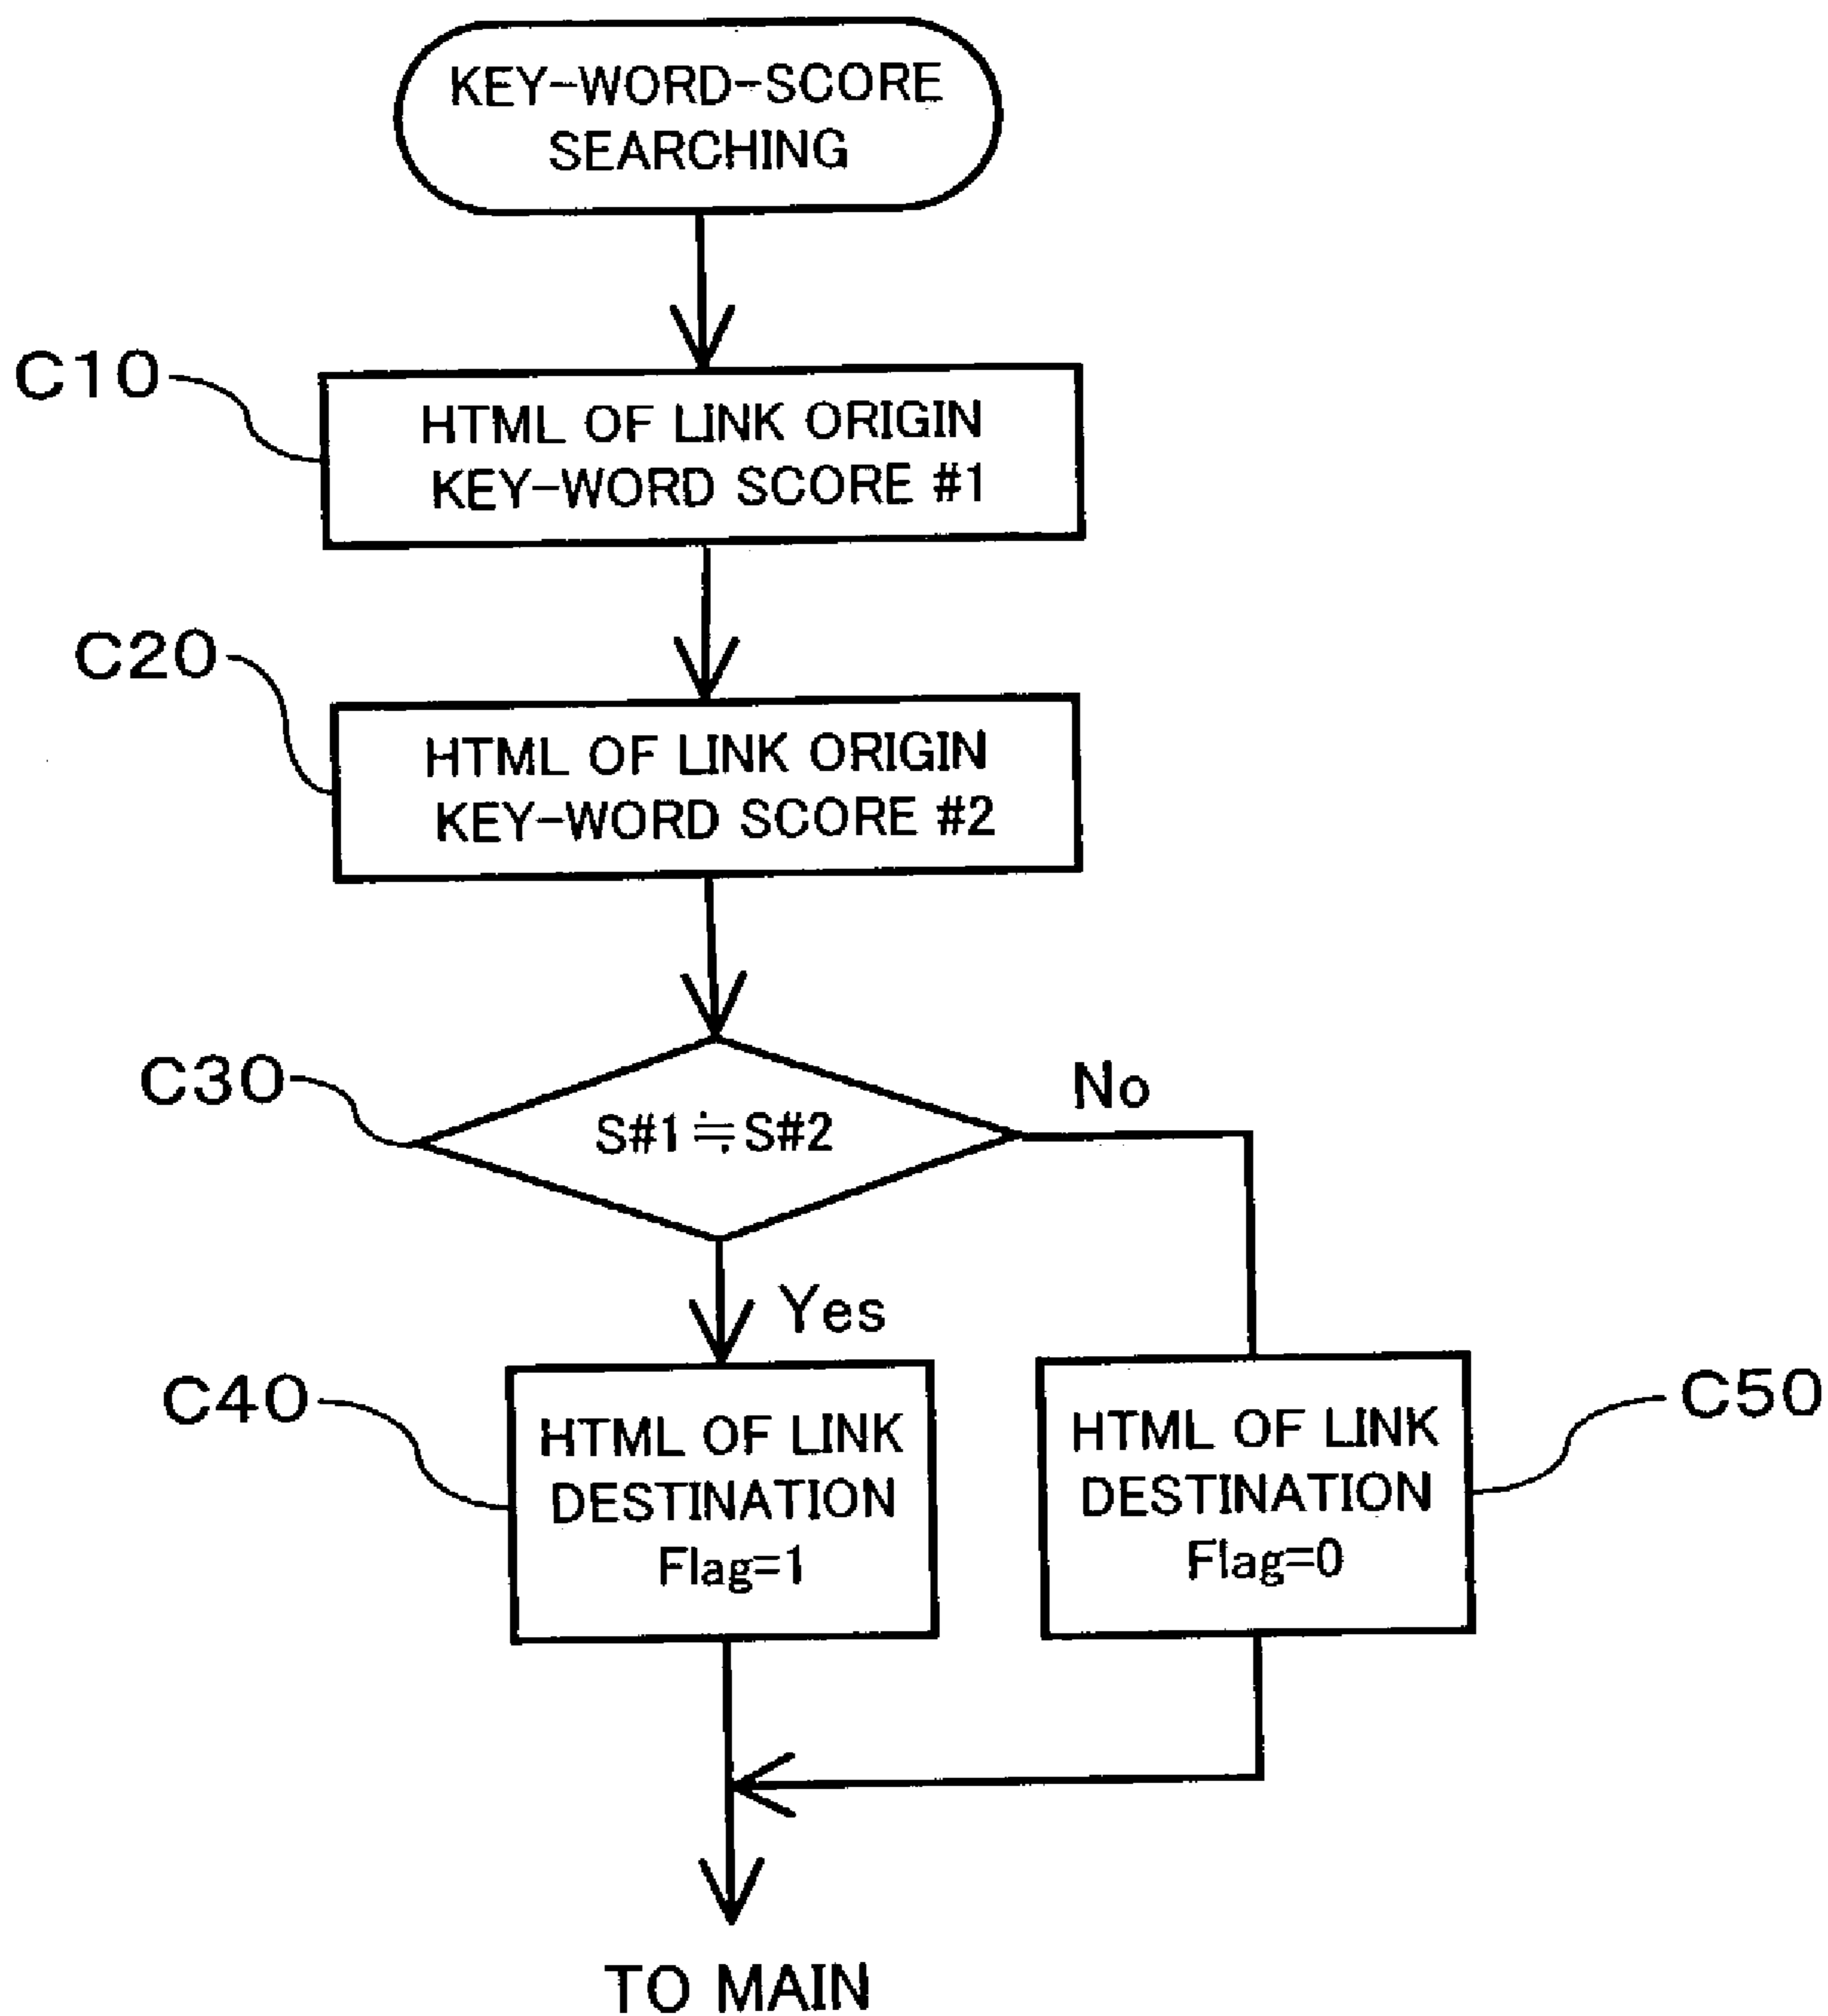 KEY-WORD-SCORE
SEARCHING
C10
HTML OF LINK ORIGIN
KEY-WORD SCORE #1
C20
HTML OF LINK ORIGIN
KEY-WORD SCORE #2
C30
S#1≒S#2
No
Yes
C40
HTML OF LINK
DESTINATION
Flag=1
HTML OF LINK
DESTINATION
Flag=0
C50
TO MAIN